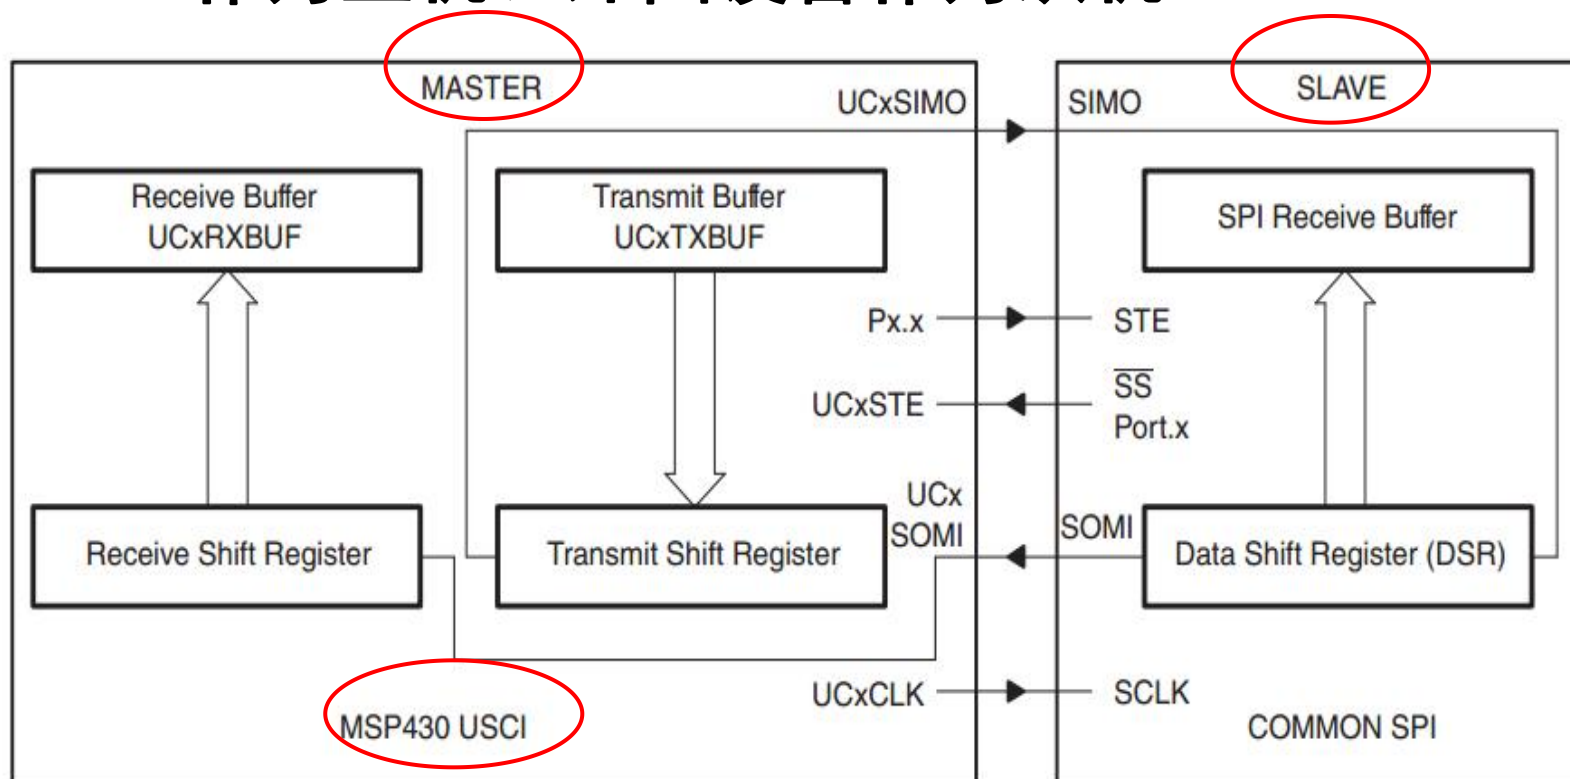 MASTER
SLAVE
UCxSIMO
SIMO
Receive Buffer
UCxRXBUF
Transmit Buffer
UCxTXBUF
SPI Receive Buffer
Px.x
STE
UCxSTE
SS
Port.x
UCx
SOMI
SOMI
Receive Shift Register
Transmit Shift Register
Data Shift Register (DSR)
UCxCLK
SCLK
MSP430 USCI
COMMON SPI